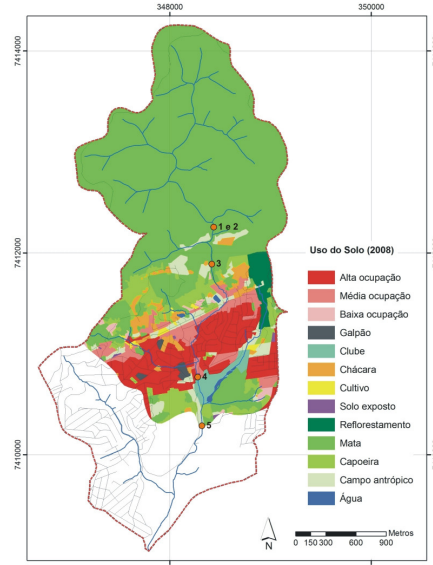 348000
350000
7414000
7412000
7410000
1 e 2
3
4
5
Uso do Solo (2008)
Alta ocupação
Média ocupação
Baixa ocupação
Galpão
Clube
Chácara
Cultivo
Solo exposto
Reflorestamento
Mata
Capoeira
Campo antrópico
Água
N
Metros
0 150 300 600 900